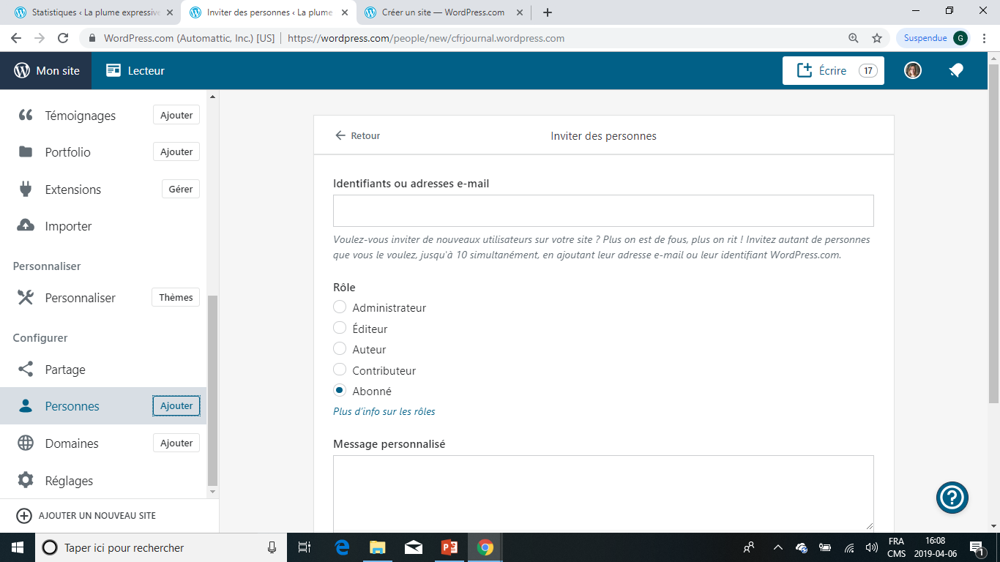 Statistiques ‹ La plume expressive
Inviter des personnes ‹ La plume
Créer un site — WordPress.com
WordPress.com (Automattic, Inc.) [US]
https://wordpress.com/people/new/cfrjournal.wordpress.com
Suspendue
G
Mon site
Lecteur
Écrire
17
Témoignages
Ajouter
Portfolio
Ajouter
Extensions
Gérer
Importer
Personnaliser
Personnaliser
Thèmes
Configurer
Partage
Personnes
Ajouter
Domaines
Ajouter
Réglages
AJOUTER UN NOUVEAU SITE
Retour
Inviter des personnes
Identifiants ou adresses e-mail
Voulez-vous inviter de nouveaux utilisateurs sur votre site ? Plus on est de fous, plus on rit ! Invitez autant de personnes
que vous le voulez, jusqu'à 10 simultanément, en ajoutant leur adresse e-mail ou leur identifiant WordPress.com.
Rôle
Administrateur
Éditeur
Auteur
Contributeur
Abonné
Plus d'info sur les rôles
Message personnalisé
Taper ici pour rechercher
FRA
CMS
16:08
2019-04-06
1